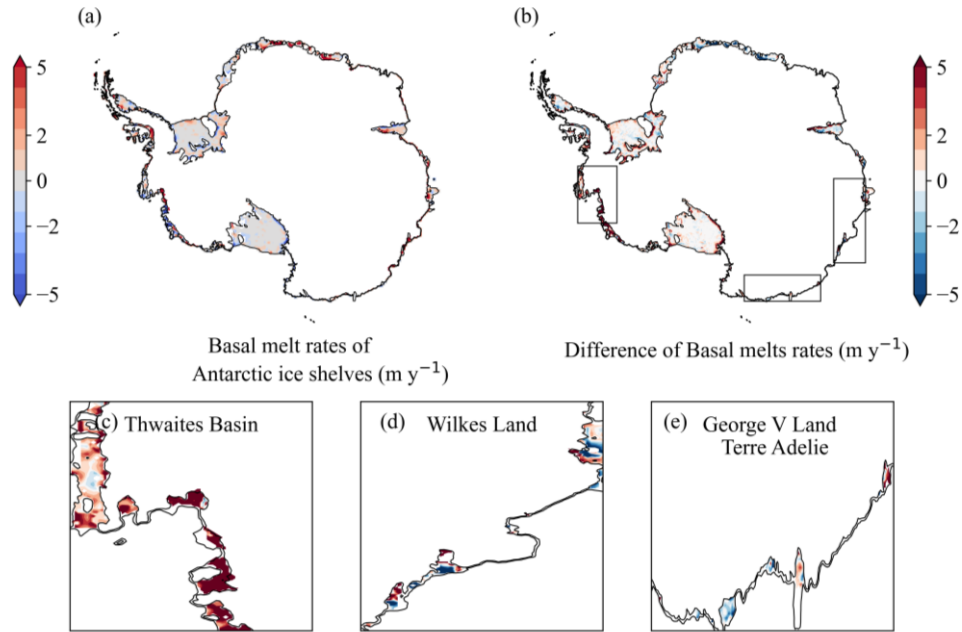 (a)
(b)
5
2
0
−2
−5
5
2
0
−2
−5
Basal melt rates of
Antarctic ice shelves (m y⁻¹)
Difference of Basal melts rates (m y⁻¹)
(c) Thwaites Basin
(d) Wilkes Land
(e) George V Land
Terre Adelie